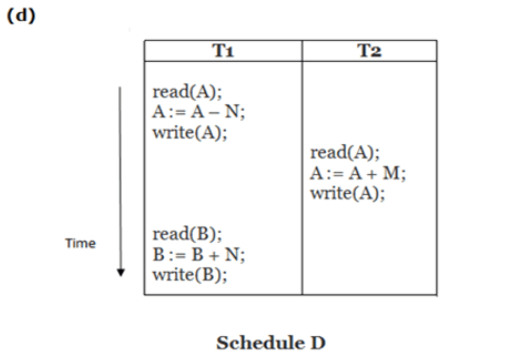 (d)
T1 T2
read(A);
A:= A – N;
write(A);
read(A);
A:= A + M;
write(A);
read(B);
B:= B + N;
write(B);
Time
Schedule D